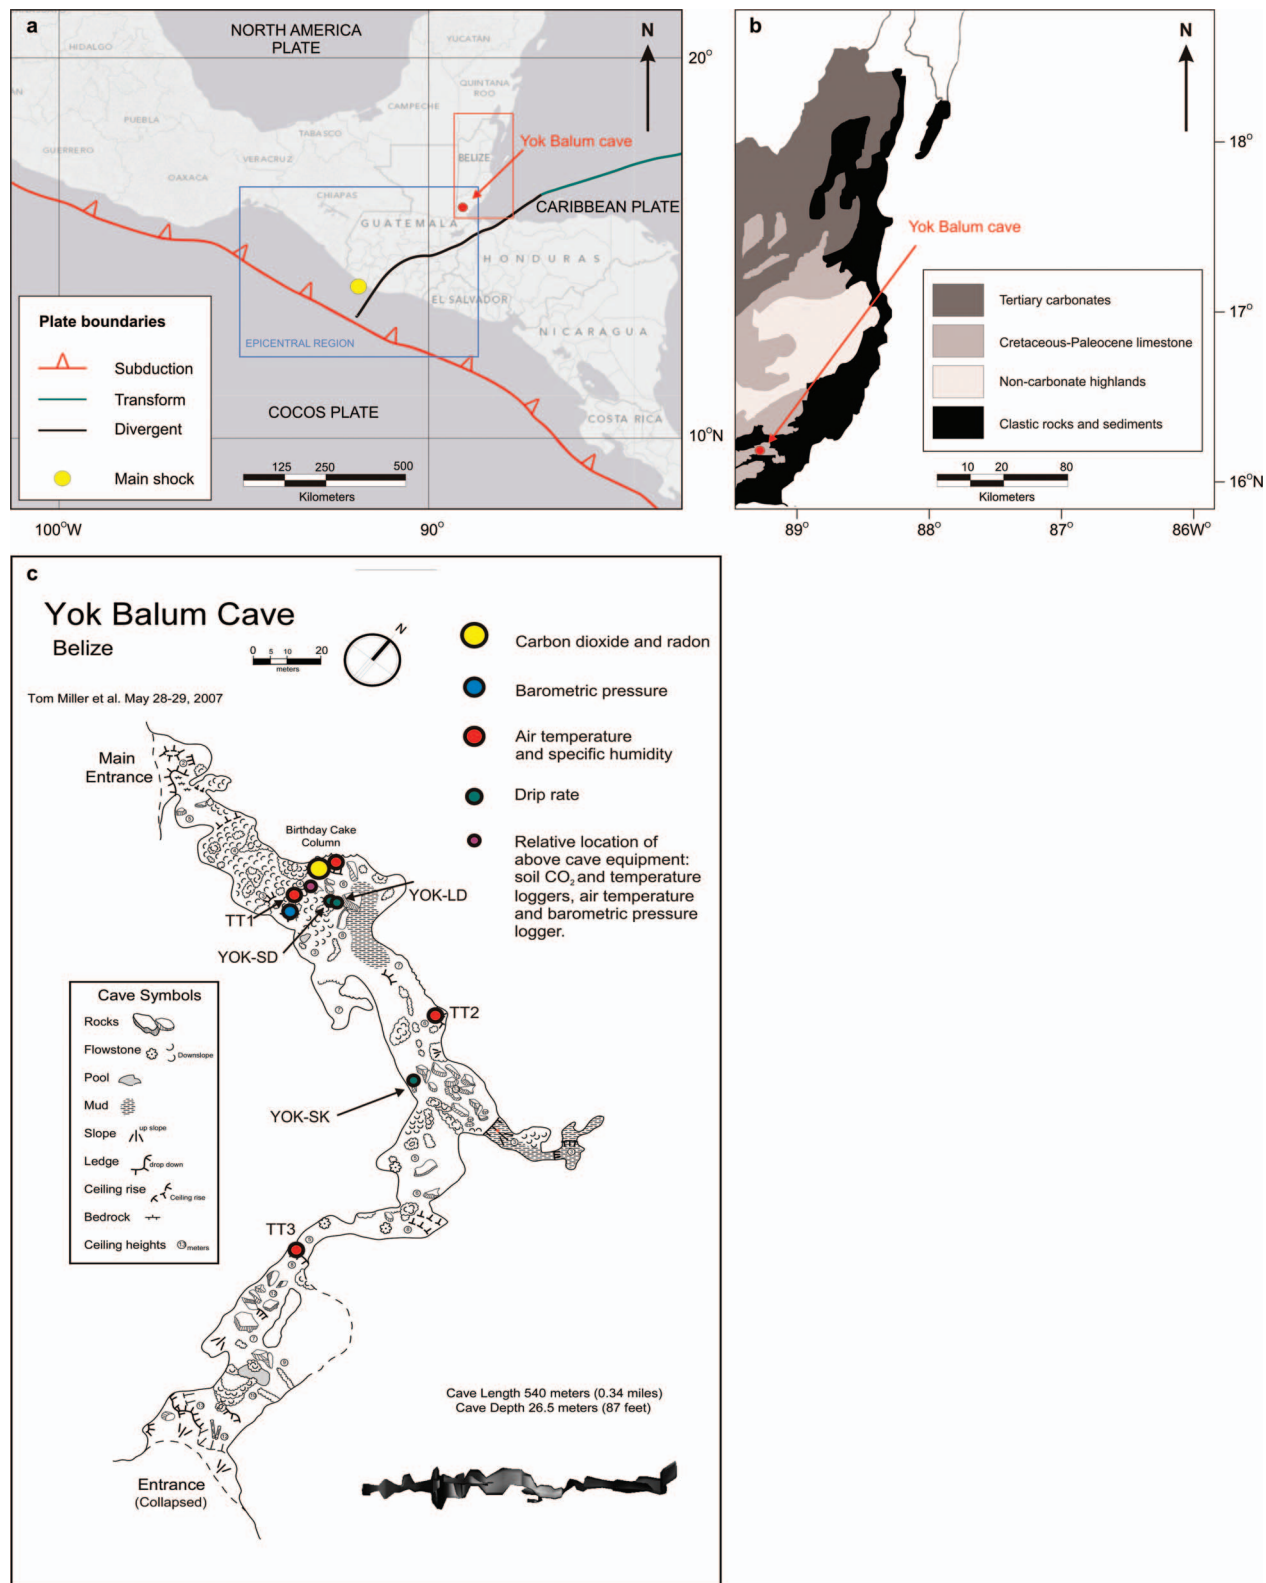 a
NORTH AMERICA
PLATE
N
20°
HIDALGO
YUCATÁN
QUINTANA
ROO
CAMPECHE
PUEBLA
TABASCO
Yok Balum cave
GUERRERO
VERACRUZ
BELIZE
OAXACA
CHIAPAS
CARIBBEAN PLATE
GUATEMALA
HONDURAS
EL SALVADOR
NICARAGUA
EPICENTRAL REGION
COSTA RICA
COCOS PLATE
10°N
Plate boundaries
Subduction
Transform
Divergent
Main shock
125 250 500
Kilometers
100°W
90°
b
N
18°
Yok Balum cave
17°
Tertiary carbonates
Cretaceous-Paleocene limestone
Non-carbonate highlands
Clastic rocks and sediments
10 20 80
Kilometers
16°N
89° 88° 87° 86W°
c
Yok Balum Cave
Belize
0 5 10 20
meters
N
Tom Miller et al. May 28-29, 2007
Carbon dioxide and radon
Barometric pressure
Air temperature
and specific humidity
Drip rate
Relative location of
above cave equipment:
soil CO₂ and temperature
loggers, air temperature
and barometric pressure
logger.
Main
Entrance
Birthday Cake
Column
YOK-LD
TT1
YOK-SD
TT2
YOK-SK
TT3
Cave Symbols
Rocks
Flowstone Downslope
Pool
Mud
Slope up slope
Ledge drop down
Ceiling rise Ceiling rise
Bedrock
Ceiling heights meters
Cave Length 540 meters (0.34 miles)
Cave Depth 26.5 meters (87 feet)
Entrance
(Collapsed)